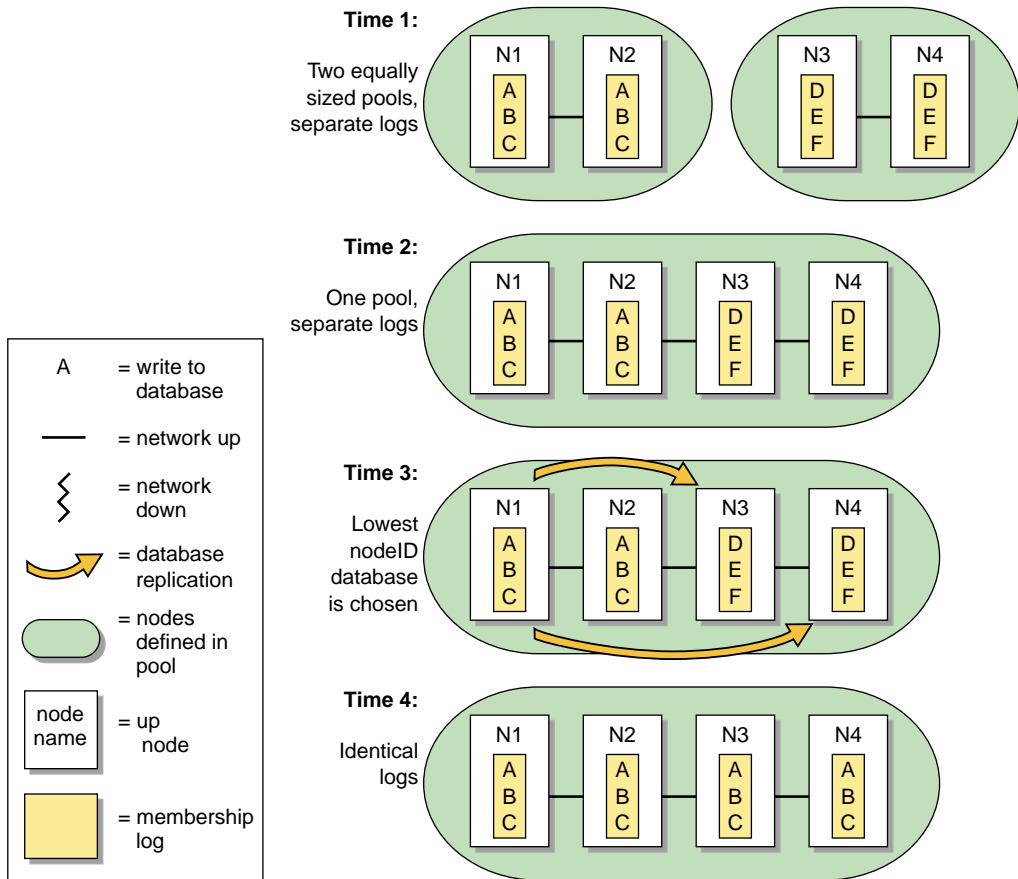 Time 1:
Two equally
sized pools,
separate logs
N1
A
B
C
N2
A
B
C
N3
D
E
F
N4
D
E
F
Time 2:
One pool,
separate logs
N1
A
B
C
N2
A
B
C
N3
D
E
F
N4
D
E
F
Time 3:
Lowest
nodeID
database
is chosen
N1
A
B
C
N2
A
B
C
N3
D
E
F
N4
D
E
F
Time 4:
Identical
logs
N1
A
B
C
N2
A
B
C
N3
A
B
C
N4
A
B
C
A
= write to
database
= network up
= network
down
= database
replication
= nodes
defined in
pool
node
name
= up
node
= membership
log